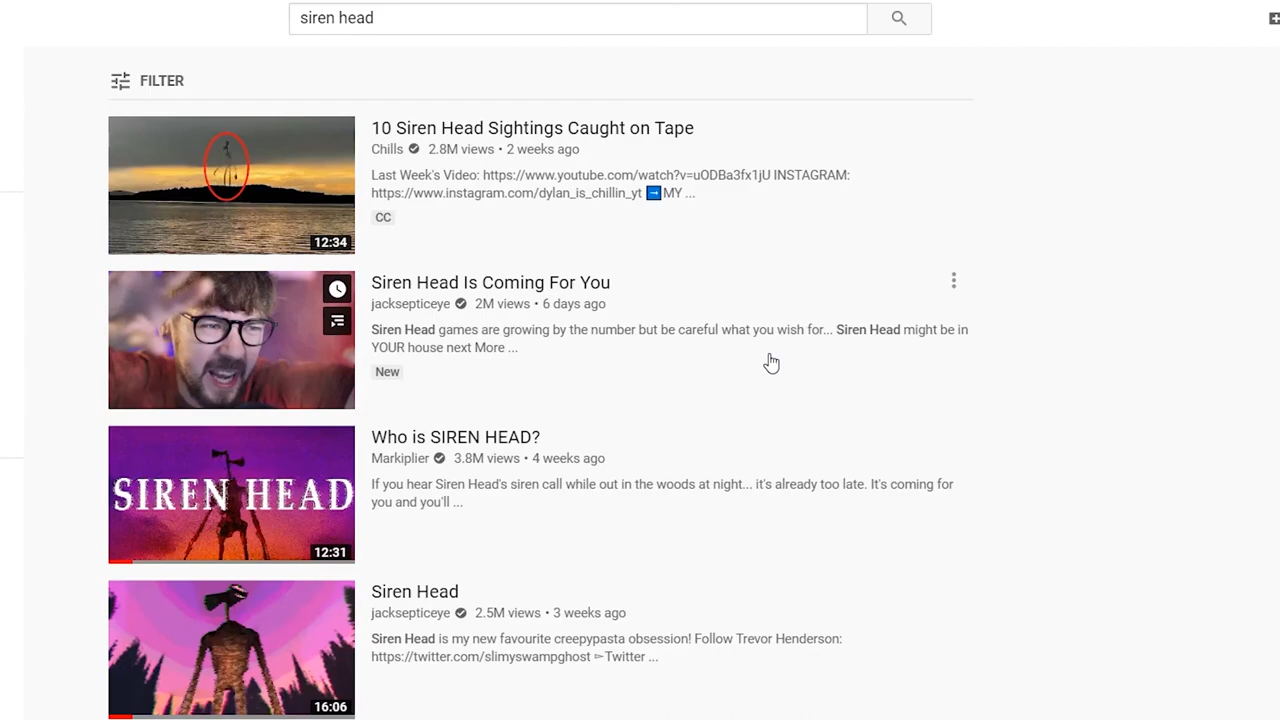 siren head
FILTER
10 Siren Head Sightings Caught on Tape
Chills 2.8M views • 2 weeks ago
Last Week's Video: https://www.youtube.com/watch?v=uODBa3fx1jU INSTAGRAM:
https://www.instagram.com/dylan_is_chillin_yt ➡MY ...
CC
12:34
Siren Head Is Coming For You
jacksepticeye 2M views • 6 days ago
Siren Head games are growing by the number but be careful what you wish for... Siren Head might be in
YOUR house next More ...
New
Who is SIREN HEAD?
Markiplier 3.8M views • 4 weeks ago
If you hear Siren Head's siren call while out in the woods at night... it's already too late. It's coming for
you and you'll ...
SIREN HEAD
12:31
Siren Head
jacksepticeye 2.5M views • 3 weeks ago
Siren Head is my new favourite creepypasta obsession! Follow Trevor Henderson:
https://twitter.com/slimyswampghost ➳Twitter ...
16:06